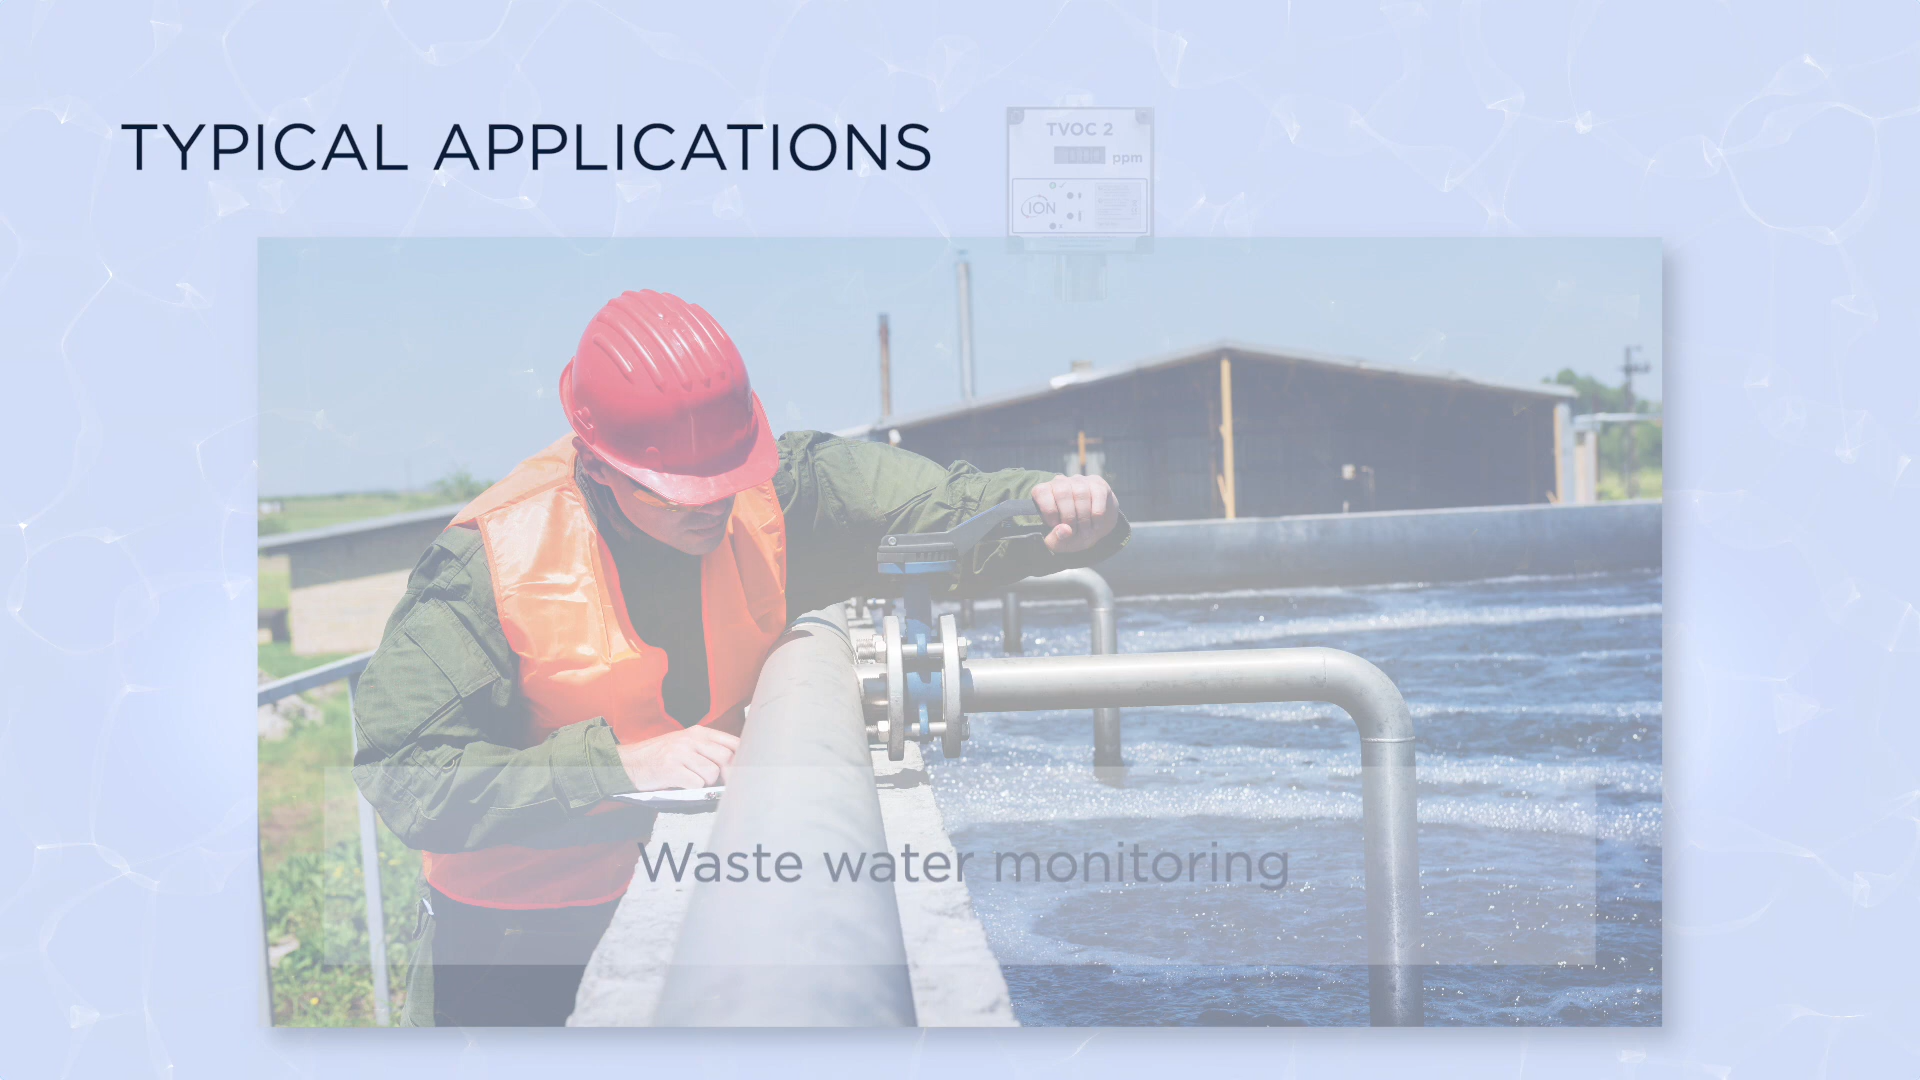 TYPICAL APPLICATIONS
TVOC 2
ppm
ION
Waste water monitoring